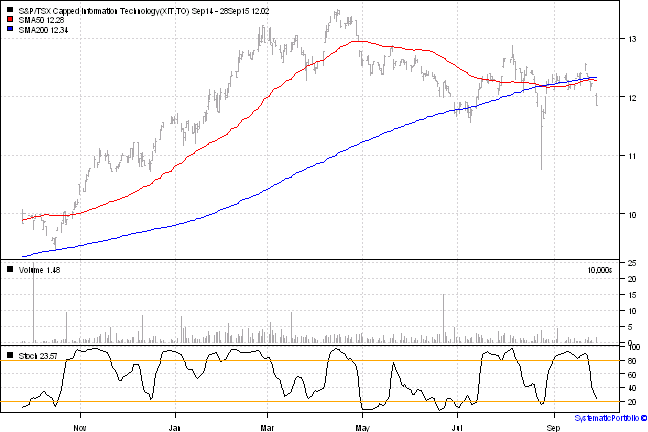 S&P/TSX Capped Information Technology(XIT.TO) Sep14 - 28Sep15 12.02
SMA50 12.28
SMA200 12.34
13
12
11
10
Volume 1.48
10,000s
25
20
15
10
5
0
Stoch 23.57
100
80
60
40
20
Nov
Jan
Mar
May
Jul
Sep
SystematicPortfolio ©